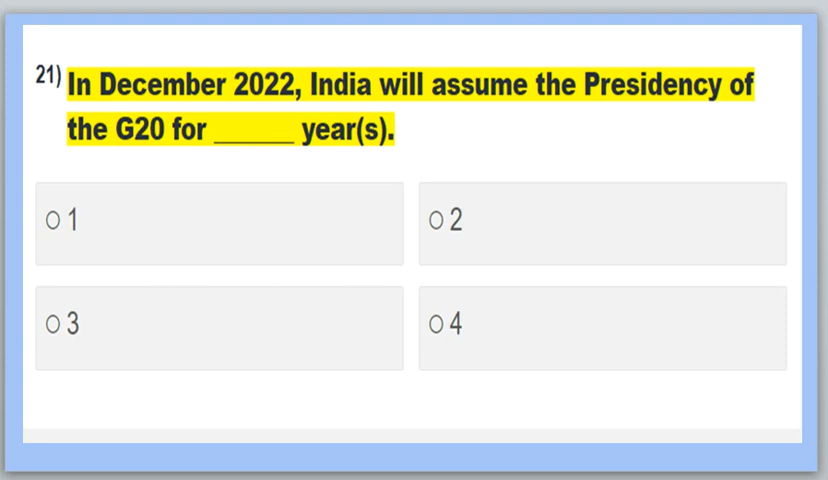 21) In December 2022, India will assume the Presidency of
the G20 for ______ year(s).
1
2
3
4